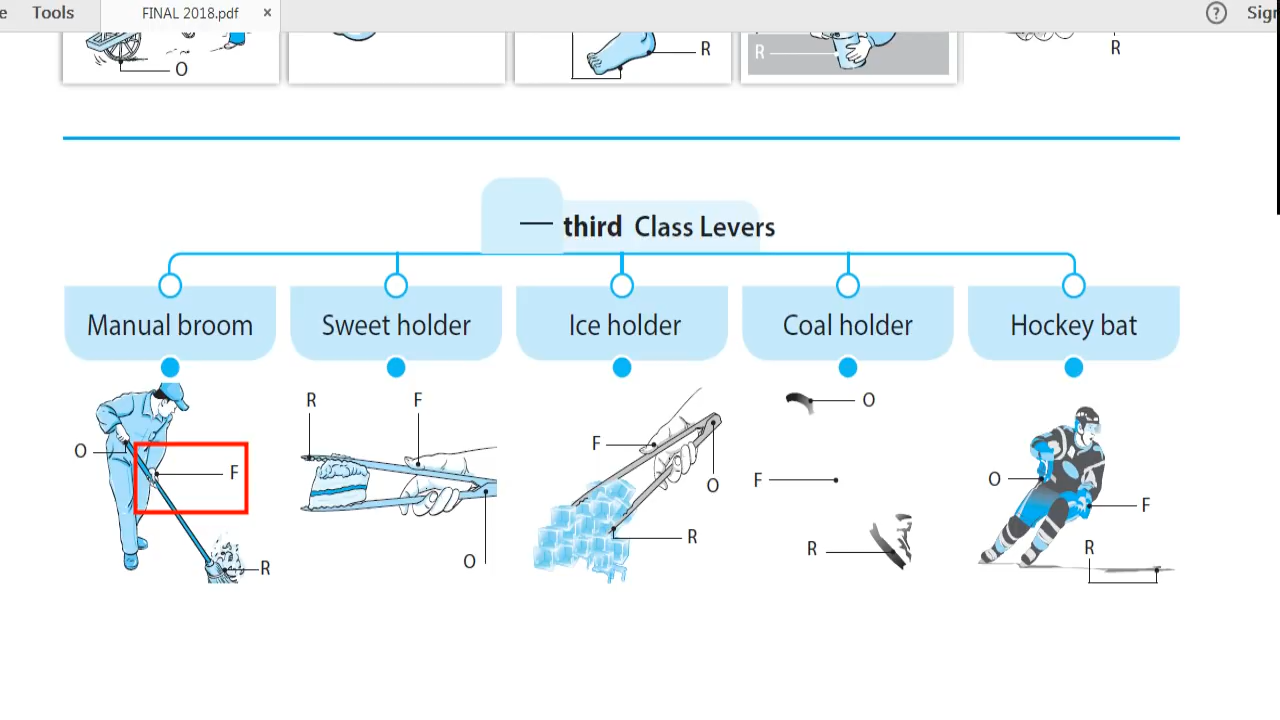 Tools
FINAL 2018.pdf ×
?
Sign
O
R
R
R
third Class Levers
Manual broom
Sweet holder
Ice holder
Coal holder
Hockey bat
O
F
R
R
F
O
F
O
R
O
F
R
O
F
R